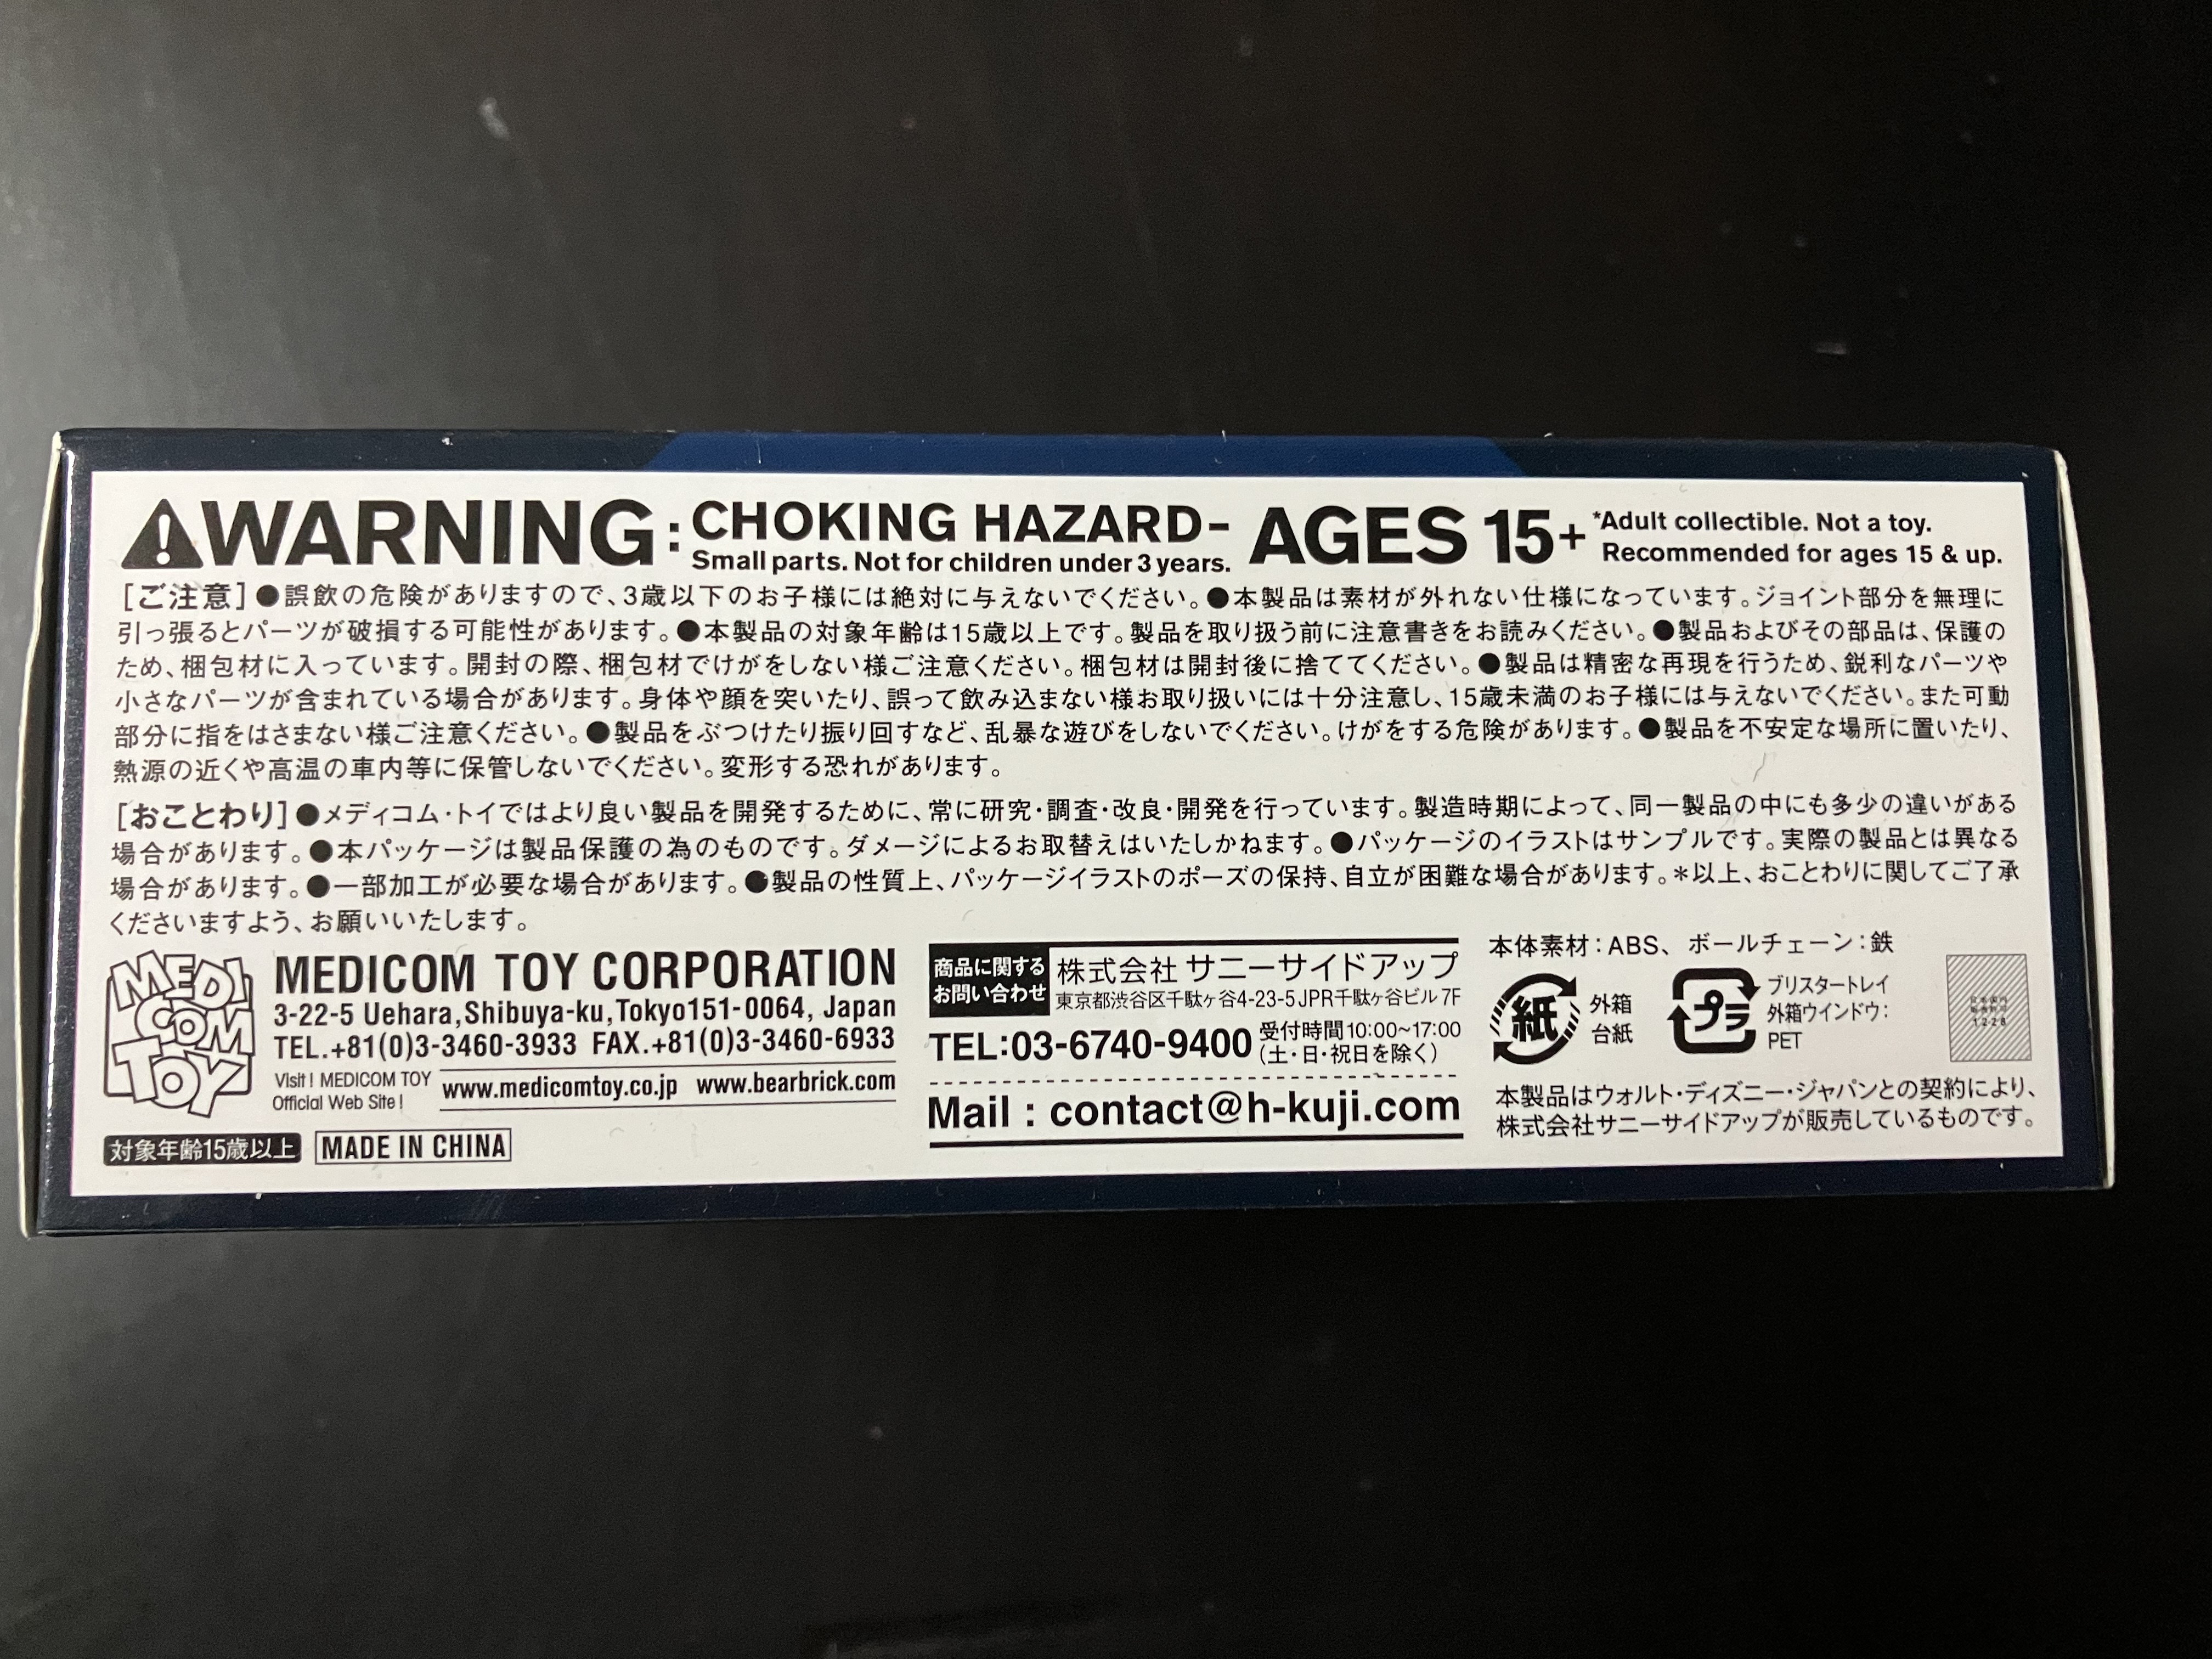 WARNING: CHOKING HAZARD-
Small parts. Not for children under 3 years.
AGES 15+
*Adult collectible. Not a toy.
Recommended for ages 15 & up.
[ご注意]●誤飲の危険がありますので、3歳以下のお子様には絶対に与えないでください。●本製品は素材が外れない仕様になっています。ジョイント部分を無理に
引っ張るとパーツが破損する可能性があります。●本製品の対象年齢は15歳以上です。製品を取り扱う前に注意書きをお読みください。●製品およびその部品は、保護の
ため、梱包材に入っています。開封の際、梱包材でけがをしない様ご注意ください。梱包材は開封後に捨ててください。●製品は精密な再現を行うため、鋭利なパーツや
小さなパーツが含まれている場合があります。身体や顔を突いたり、誤って飲み込まない様お取り扱いには十分注意し、15歳未満のお子様には与えないでください。また可動
部分に指をはさまない様ご注意ください。●製品をぶつけたり振り回すなど、乱暴な遊びをしないでください。けがをする危険があります。●製品を不安定な場所に置いたり、
熱源の近くや高温の車内等に保管しないでください。変形する恐れがあります。
[おことわり]●メディコム・トイではより良い製品を開発するために、常に研究・調査・改良・開発を行っています。製造時期によって、同一製品の中にも多少の違いがある
場合があります。●本パッケージは製品保護の為のものです。ダメージによるお取替えはいたしかねます。●パッケージのイラストはサンプルです。実際の製品とは異なる
場合があります。●一部加工が必要な場合があります。●製品の性質上、パッケージイラストのポーズの保持、自立が困難な場合があります。*以上、おことわりに関してご了承
くださいますよう、お願いいたします。
MEDI
COM
TOY
MEDICOM TOY CORPORATION
3-22-5 Uehara,Shibuya-ku,Tokyo151-0064, Japan
TEL.+81(0)3-3460-3933 FAX.+81(0)3-3460-6933
Visit! MEDICOM TOY
Official Web Site!
www.medicomtoy.co.jp www.bearbrick.com
対象年齢15歳以上
MADE IN CHINA
商品に関する
お問い合わせ
株式会社 サニーサイドアップ
東京都渋谷区千駄ヶ谷4-23-5JPR千駄ヶ谷ビル7F
TEL:03-6740-9400
受付時間10:00~17:00
(土・日・祝日を除く)
Mail : contact@h-kuji.com
本体素材:ABS、ボールチェーン:鉄
紙
外箱
台紙
プラ
ブリスタートレイ
外箱ウインドウ:
PET
本製品はウォルト・ディズニー・ジャパンとの契約により、
株式会社サニーサイドアップが販売しているものです。